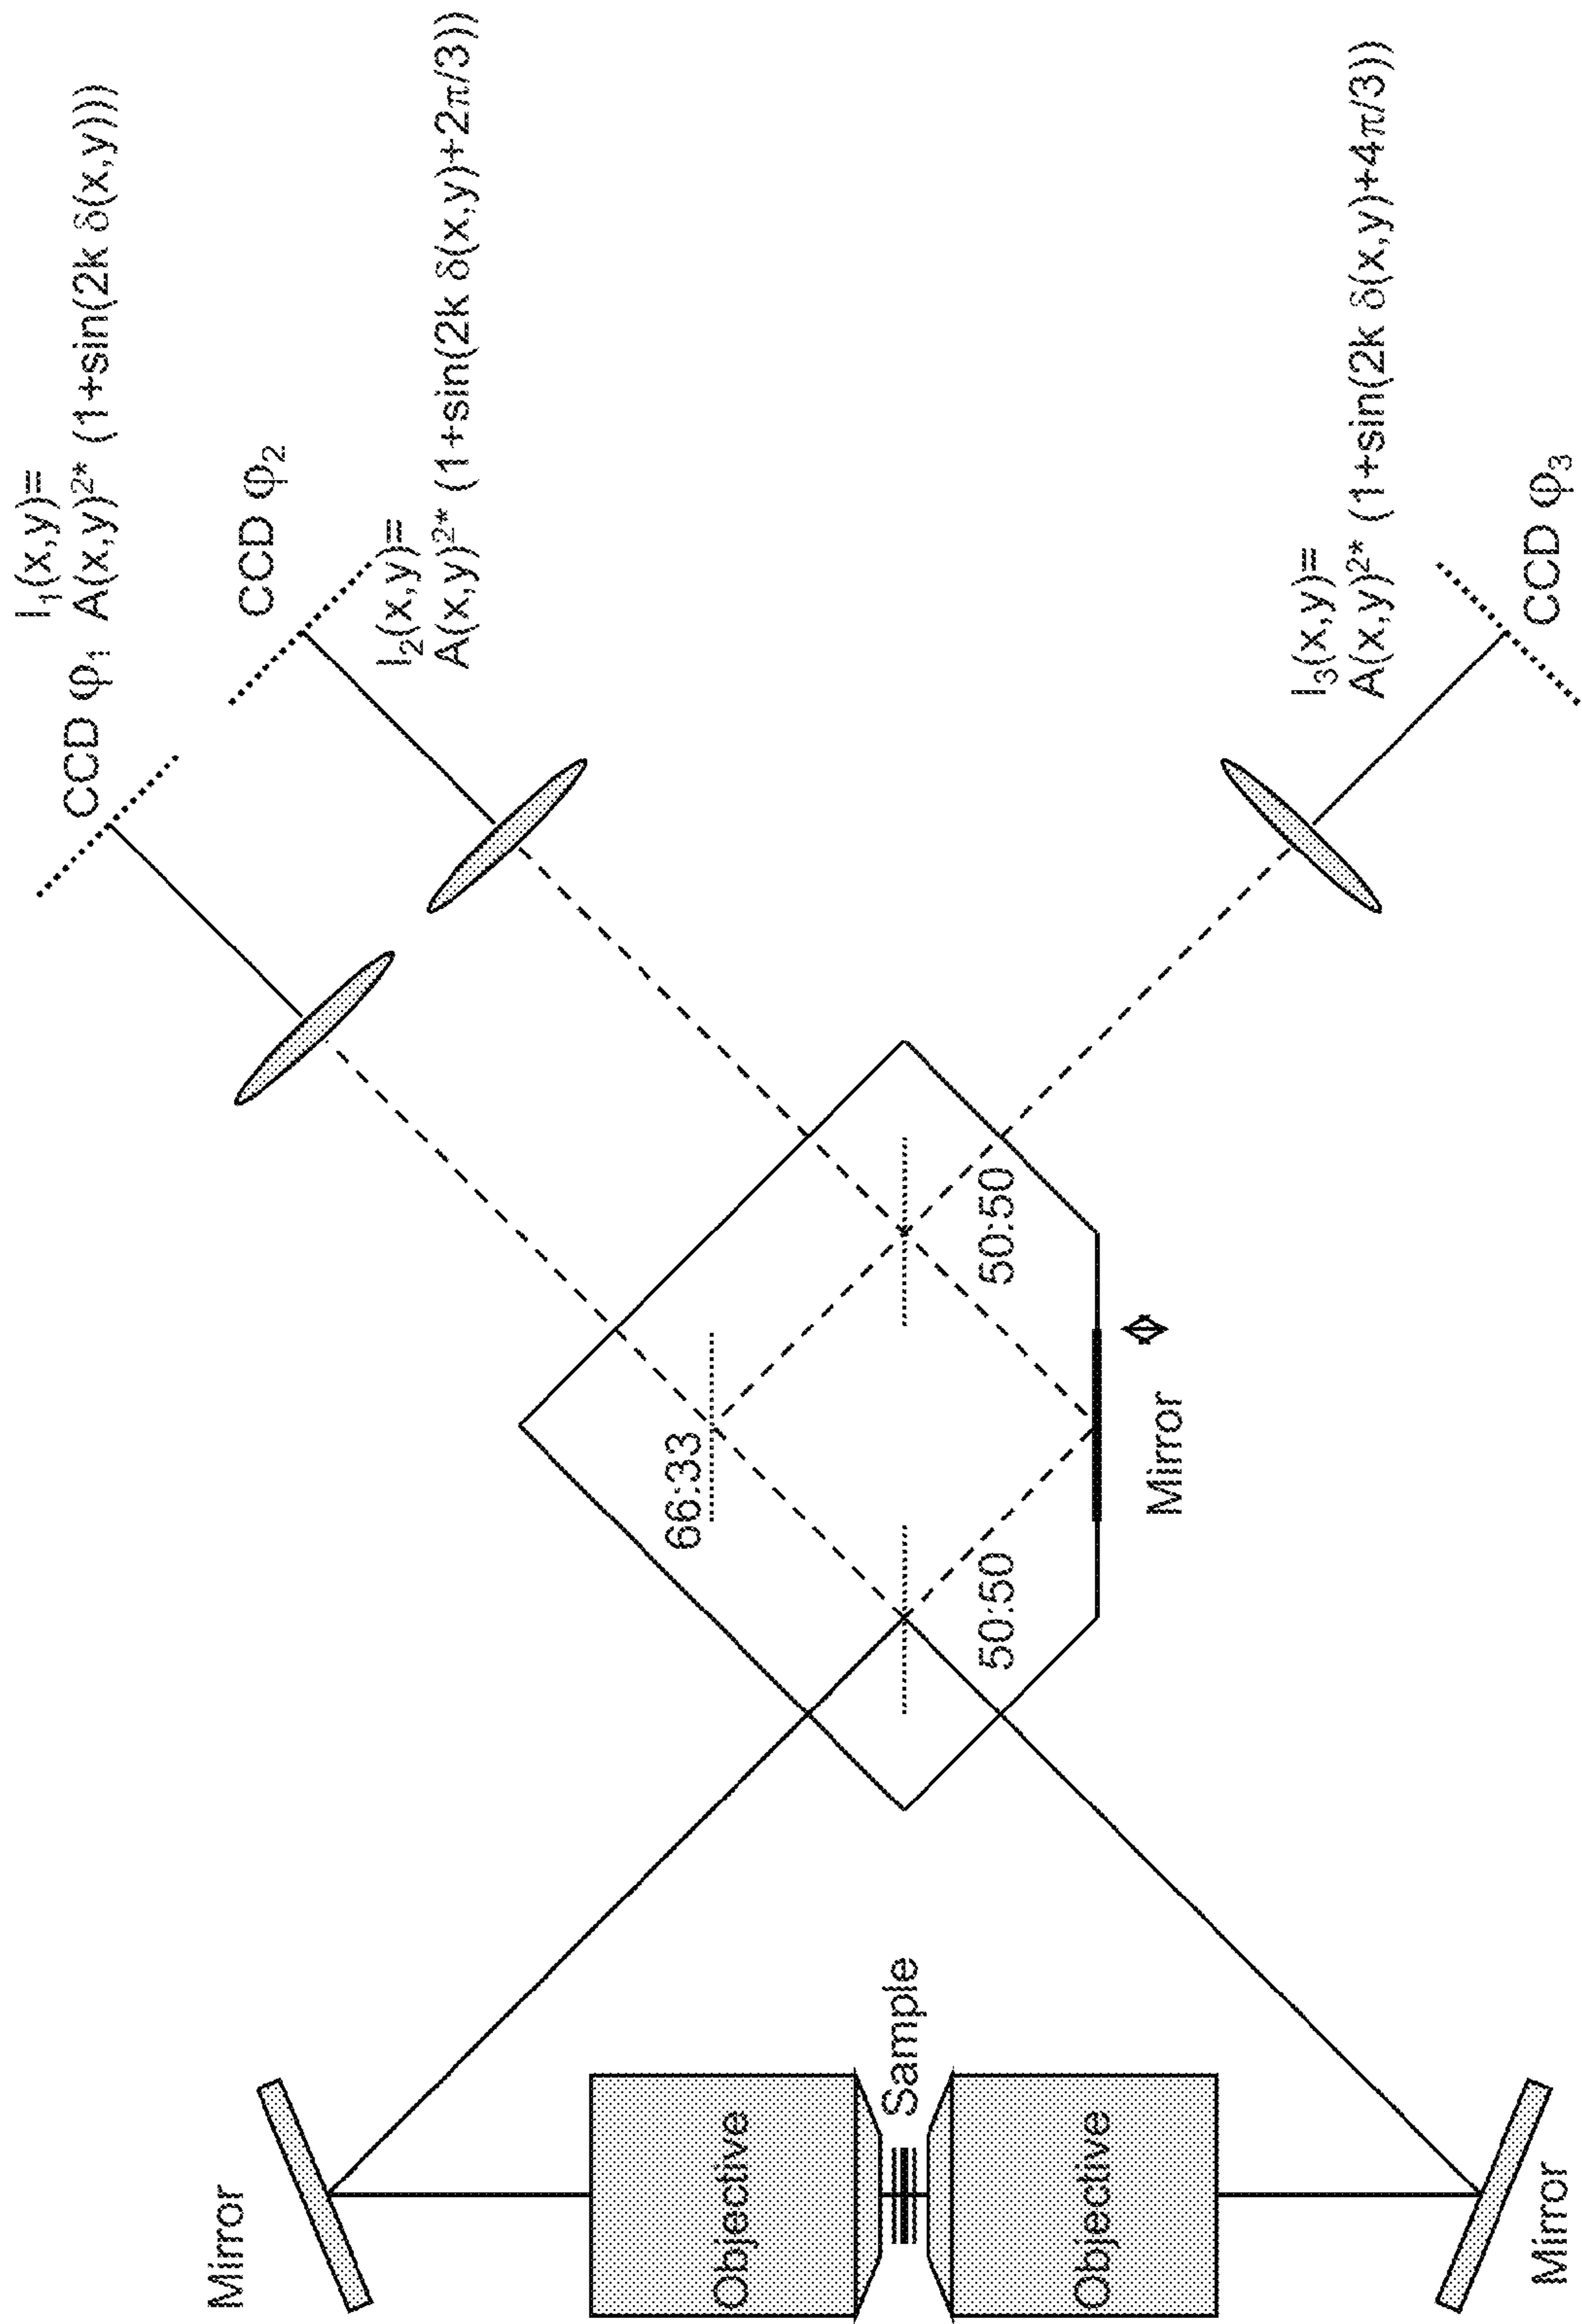 Mirror
Objective
Sample
Objective
Mirror
50:50
66:33
Mirror
50:50
I₁(x,y)=
CCD φ₁ A(x,y)²* (1+sin(2k δ(x,y)))
CCD φ₂
I₂(x,y)=
A(x,y)²* (1+sin(2k δ(x,y)+2π/3))
I₃(x,y)=
A(x,y)²* (1+sin(2k δ(x,y)+4π/3))
CCD φ₃